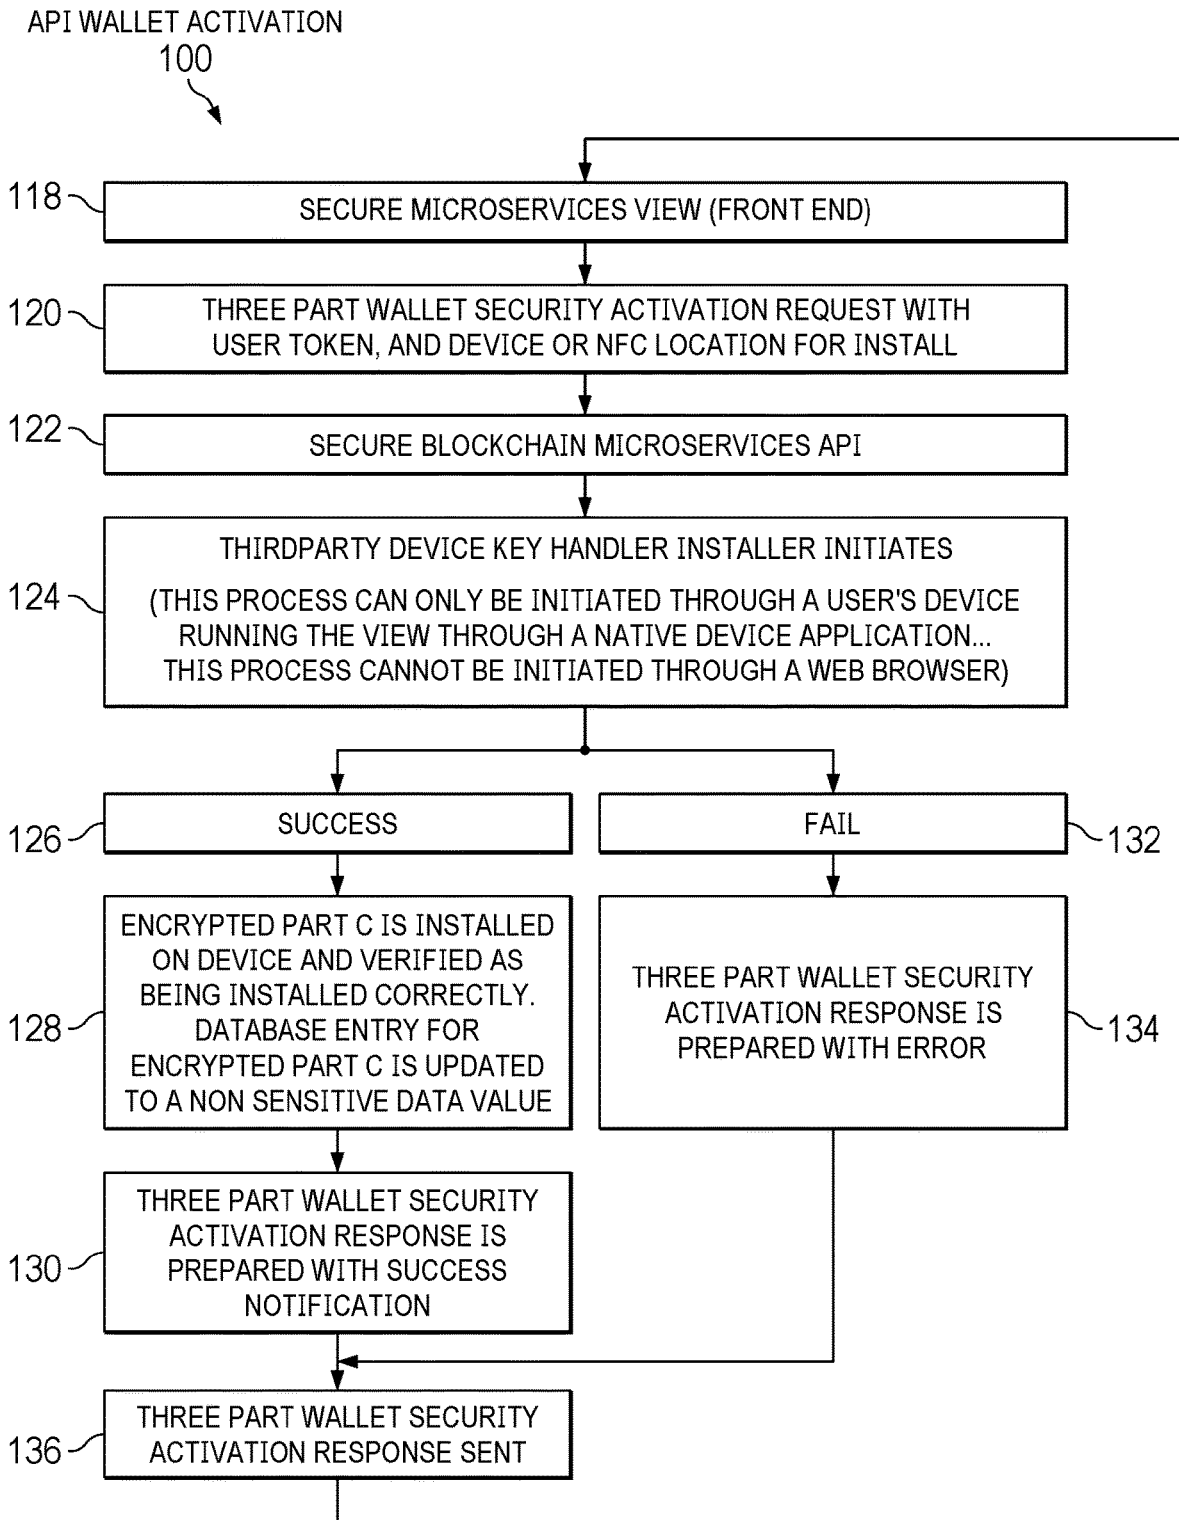 API WALLET ACTIVATION
100
118
SECURE MICROSERVICES VIEW (FRONT END)
120
THREE PART WALLET SECURITY ACTIVATION REQUEST WITH
USER TOKEN, AND DEVICE OR NFC LOCATION FOR INSTALL
122
SECURE BLOCKCHAIN MICROSERVICES API
124
THIRDPARTY DEVICE KEY HANDLER INSTALLER INITIATES
(THIS PROCESS CAN ONLY BE INITIATED THROUGH A USER'S DEVICE
RUNNING THE VIEW THROUGH A NATIVE DEVICE APPLICATION...
THIS PROCESS CANNOT BE INITIATED THROUGH A WEB BROWSER)
126
SUCCESS
FAIL
132
128
ENCRYPTED PART C IS INSTALLED
ON DEVICE AND VERIFIED AS
BEING INSTALLED CORRECTLY.
DATABASE ENTRY FOR
ENCRYPTED PART C IS UPDATED
TO A NON SENSITIVE DATA VALUE
THREE PART WALLET SECURITY
ACTIVATION RESPONSE IS
PREPARED WITH ERROR
134
130
THREE PART WALLET SECURITY
ACTIVATION RESPONSE IS
PREPARED WITH SUCCESS
NOTIFICATION
136
THREE PART WALLET SECURITY
ACTIVATION RESPONSE SENT